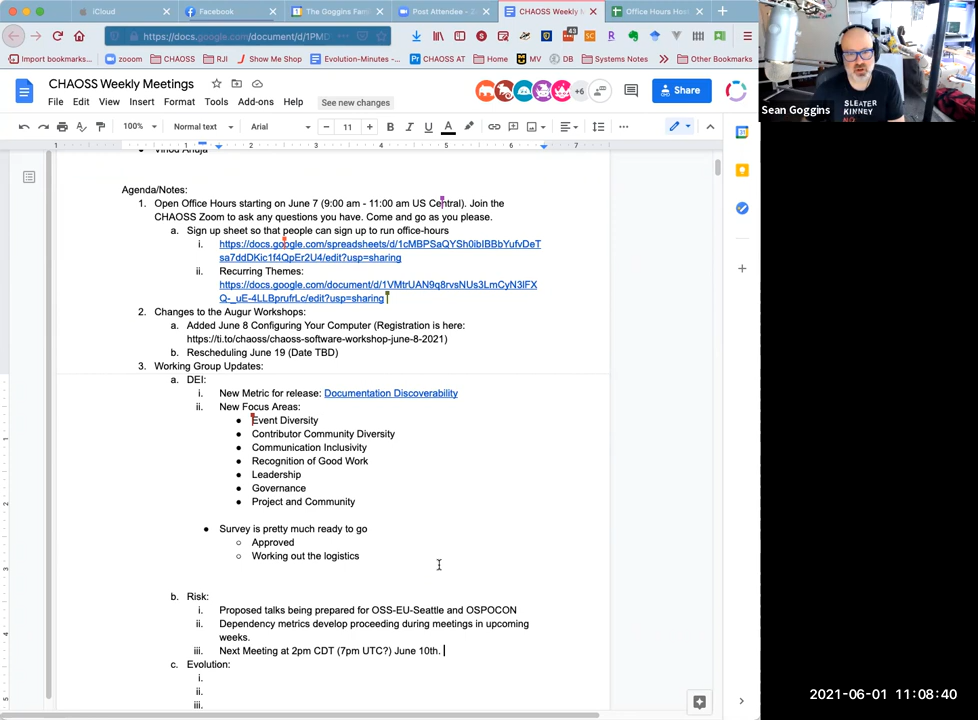 iCloud
Facebook
The Goggins Fam
Post Attendee - Z
CHAOSS Weekly M
Office Hours Host
https://docs.google.com/document/d/1PMD
Import bookmarks...
zooom
CHAOSS
RJI
Show Me Shop
Evolution-Minutes-...
CHAOSS AT
Home
MV
DB
Systems Notes
Other Bookmarks
CHAOSS Weekly Meetings
File Edit View Insert Format Tools Add-ons Help
See new changes
+6
Share
100%
Normal text
Arial
11
Agenda/Notes:
1. Open Office Hours starting on June 7 (9:00 am - 11:00 am US Central). Join the
CHAOSS Zoom to ask any questions you have. Come and go as you please.
a. Sign up sheet so that people can sign up to run office-hours
i. https://docs.google.com/spreadsheets/d/1cMBPSaQYSh0ibIBBbYufvDeT
sa7ddDKic1f4QpEr2U4/edit?usp=sharing
ii. Recurring Themes:
https://docs.google.com/document/d/1VMtrUAN9q8rvsNUs3LmCyN3lFX
Q-_uE-4LLBprufrLc/edit?usp=sharing
2. Changes to the Augur Workshops:
a. Added June 8 Configuring Your Computer (Registration is here:
https://ti.to/chaoss/chaoss-software-workshop-june-8-2021)
b. Rescheduling June 19 (Date TBD)
3. Working Group Updates:
a. DEI:
i. New Metric for release: Documentation Discoverability
ii. New Focus Areas:
● Event Diversity
● Contributor Community Diversity
● Communication Inclusivity
● Recognition of Good Work
● Leadership
● Governance
● Project and Community
● Survey is pretty much ready to go
○ Approved
○ Working out the logistics
b. Risk:
i. Proposed talks being prepared for OSS-EU-Seattle and OSPOCON
ii. Dependency metrics develop proceeding during meetings in upcoming
weeks.
iii. Next Meeting at 2pm CDT (7pm UTC?) June 10th.
c. Evolution:
i.
ii.
iii.
SLEATER
KINNEY
Sean Goggins
2021-06-01 11:08:40